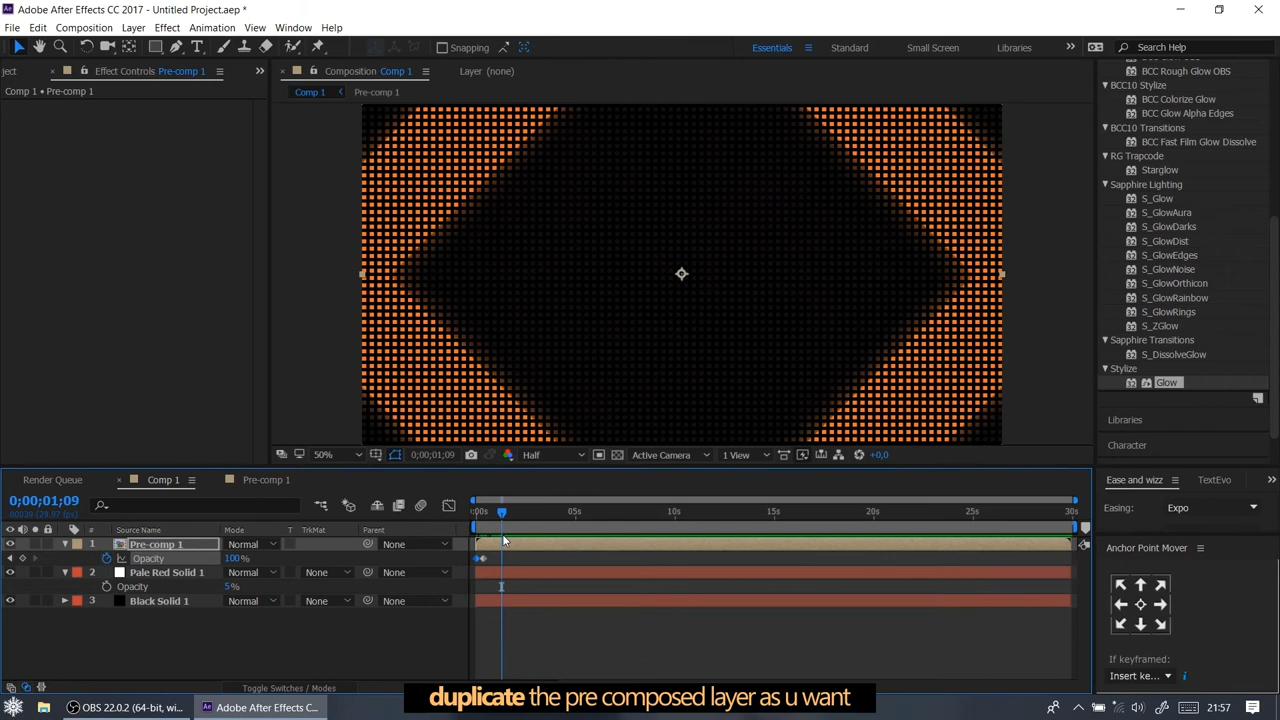 Adobe After Effects CC 2017 - Untitled Project.aep *
File Edit Composition Layer Effect Animation View Window Help
Snapping
Essentials Standard Small Screen Libraries Search Help
ject Effect Controls Pre-comp 1
Composition Comp 1 Layer (none)
Comp 1 • Pre-comp 1
Comp 1 Pre-comp 1
BCC Rough Glow OBS
BCC10 Stylize
BCC Colorize Glow
BCC Glow Alpha Edges
BCC10 Transitions
BCC Fast Film Glow Dissolve
RG Trapcode
Starglow
Sapphire Lighting
S_Glow
S_GlowAura
S_GlowDarks
S_GlowDist
S_GlowEdges
S_GlowNoise
S_GlowOrthicon
S_GlowRainbow
S_GlowRings
S_ZGlow
Sapphire Transitions
S_DissolveGlow
Stylize
Glow
Libraries
Character
50% 0;00;01;09 Half Active Camera 1 View +0,0
Render Queue Comp 1 Pre-comp 1
0;00;01;09
00039 (29.97 fps)
:00s 05s 10s 15s 20s 25s 30s
# Source Name Mode T TrkMat Parent
1 Pre-comp 1 Normal None
Opacity 100%
2 Pale Red Solid 1 Normal None None
Opacity 5%
3 Black Solid 1 Normal None None
Toggle Switches / Modes
Ease and wizz TextEvo
Easing: Expo
Anchor Point Mover
If keyframed:
Insert ke...
duplicate the pre composed layer as u want
OBS 22.0.2 (64-bit, wi...
Adobe After Effects C...
21:57